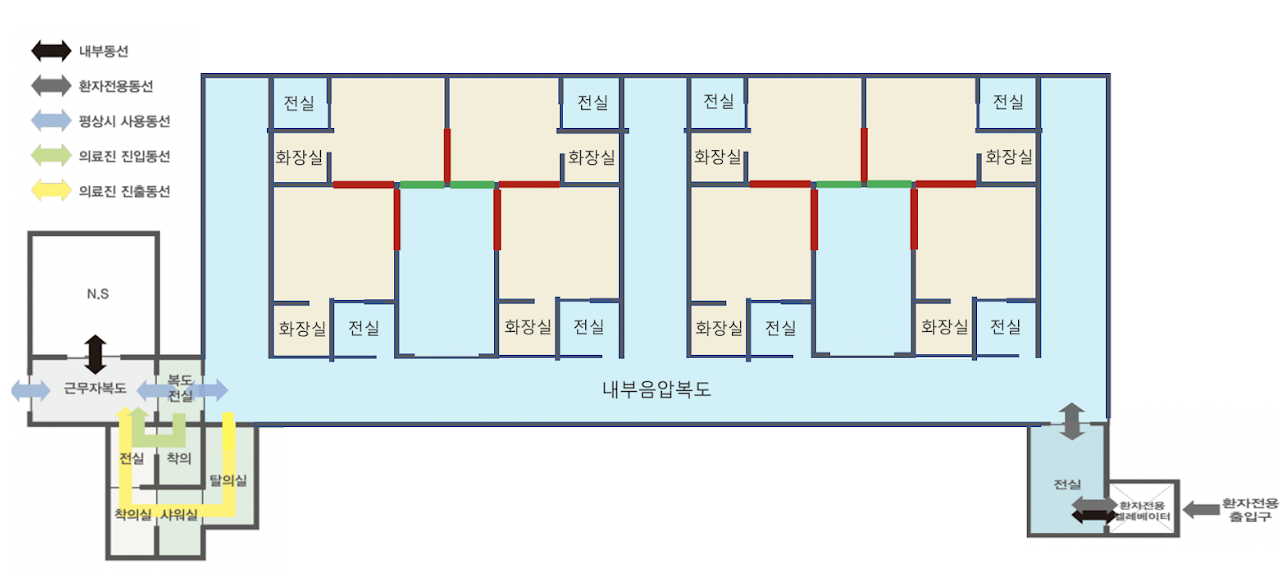 내부동선
환자전용동선
평상시 사용동선
의료진 진입동선
의료진 진출동선
전실
전실
전실
전실
화장실
화장실
화장실
화장실
N.S
화장실
전실
화장실
전실
화장실
전실
화장실
전실
근무자복도
복도
전실
내부음압복도
전실
착의
탈의실
착의실
샤워실
전실
환자전용
엘레베이터
환자전용
출입구